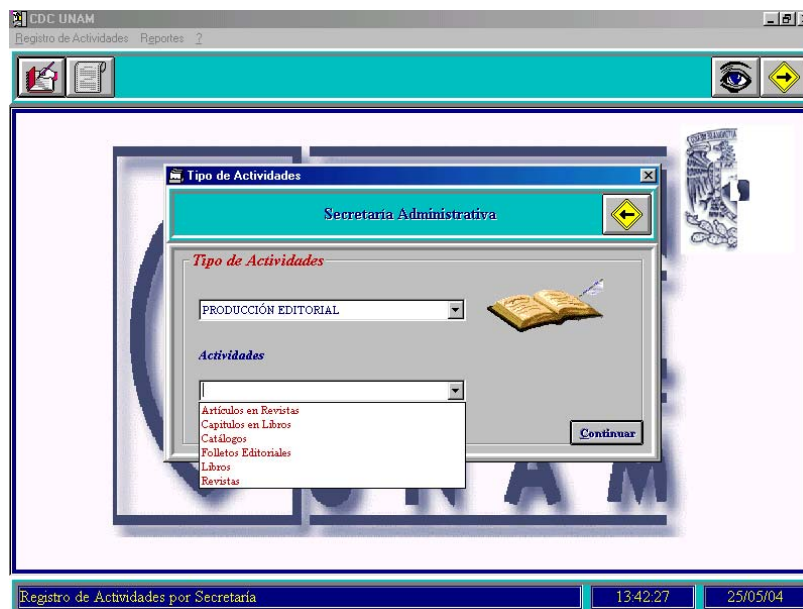 CDC UNAM
Registro de Actividades Reportes ?
Tipo de Actividades
Secretaría Administrativa
Tipo de Actividades
PRODUCCIÓN EDITORIAL
Actividades
Artículos en Revistas
Capitulos en Libros
Catálogos
Folletos Editoriales
Libros
Revistas
Continuar
UNAM
Registro de Actividades por Secretaría 13:42:27 25/05/04